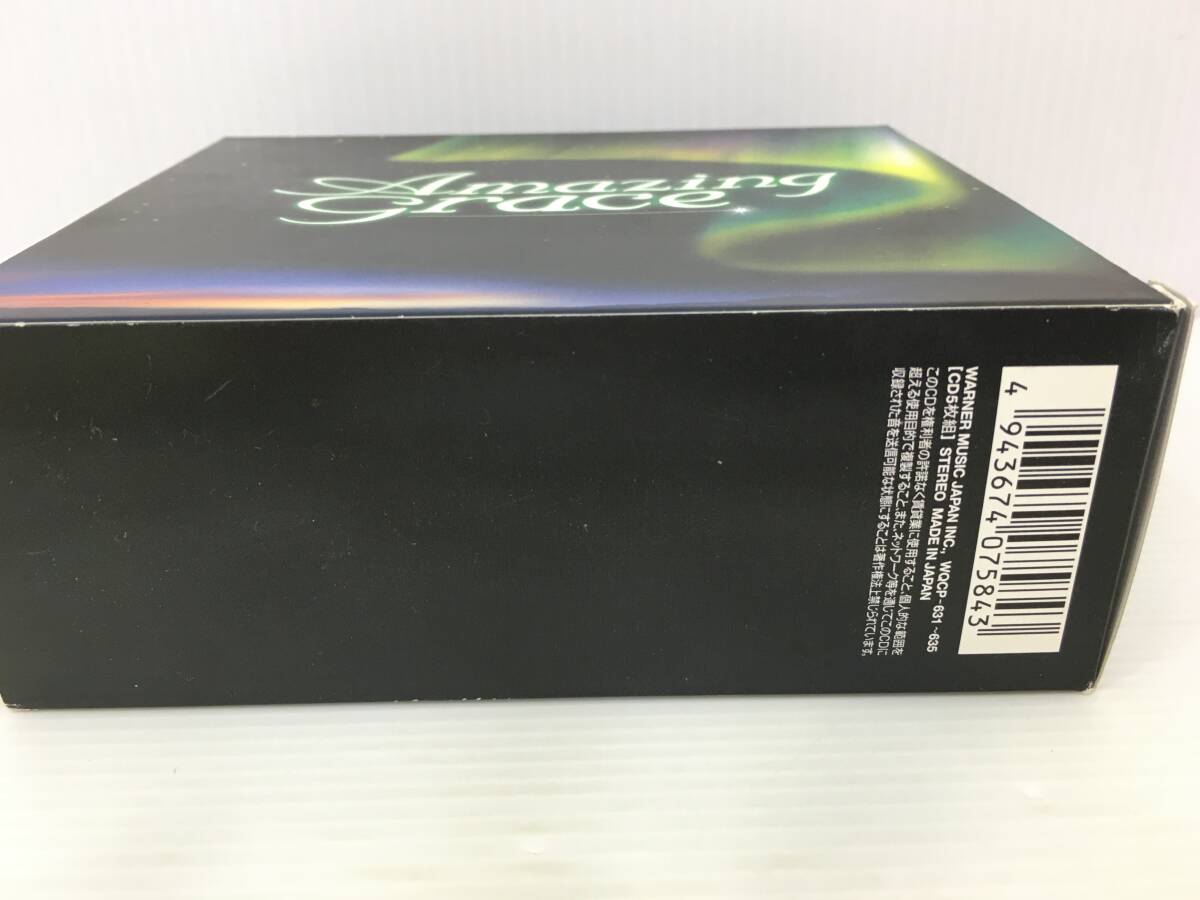 Amazing
Grace
4 943674 075843
WARNER MUSIC JAPAN INC., WQCP-631~635
【CD5枚組】 STEREO MADE IN JAPAN
このCDを権利者の許諾なく賃貸業に使用すること、個人的な範囲を
超える使用目的で複製すること、また、ネットワーク等を通じてこのCDに
収録された音を送信可能な状態にすることは著作権法上禁じられています。